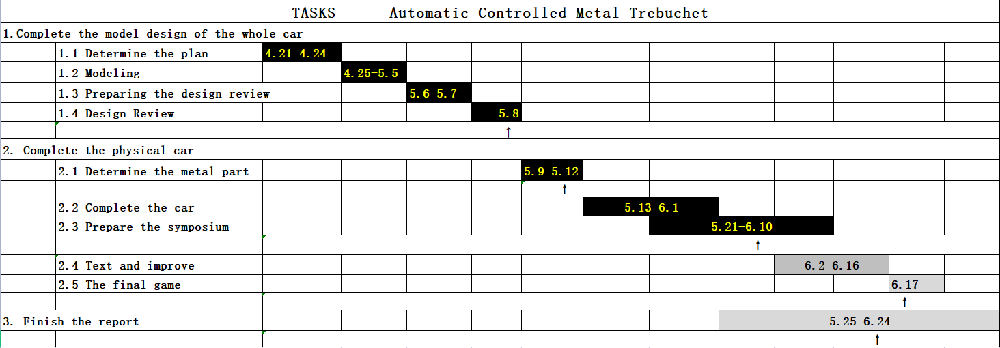 TASKS Automatic Controlled Metal Trebuchet
1.Complete the model design of the whole car
1.1 Determine the plan 4.21-4.24
1.2 Modeling 4.25-5.5
1.3 Preparing the design review 5.6-5.7
1.4 Design Review 5.8
↑
2. Complete the physical car
2.1 Determine the metal part 5.9-5.12
↑
2.2 Complete the car 5.13-6.1
2.3 Prepare the symposium 5.21-6.10
↑
2.4 Text and improve 6.2-6.16
2.5 The final game 6.17
↑
3. Finish the report 5.25-6.24
↑